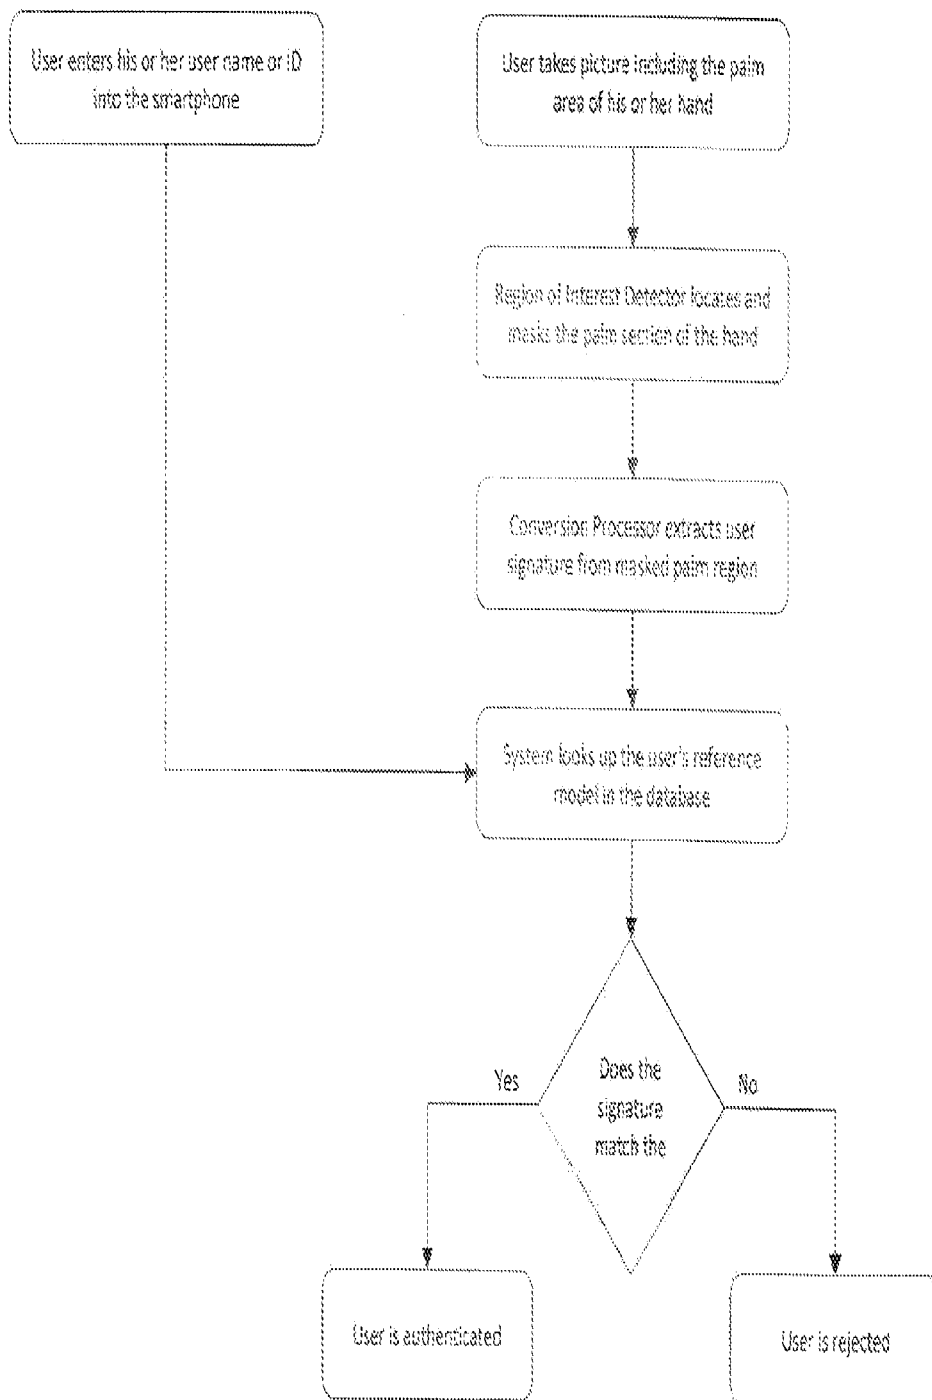 User enters his or her user name or ID
into the smartphone
User takes picture including the palm
area of his or her hand
Region of Interest Detector locates and
masks the palm section of the hand
Conversion Processor extracts user
signature from masked palm region
System looks up the user's reference
model in the database
Does the
signature
match the
Yes
No
User is authenticated
User is rejected